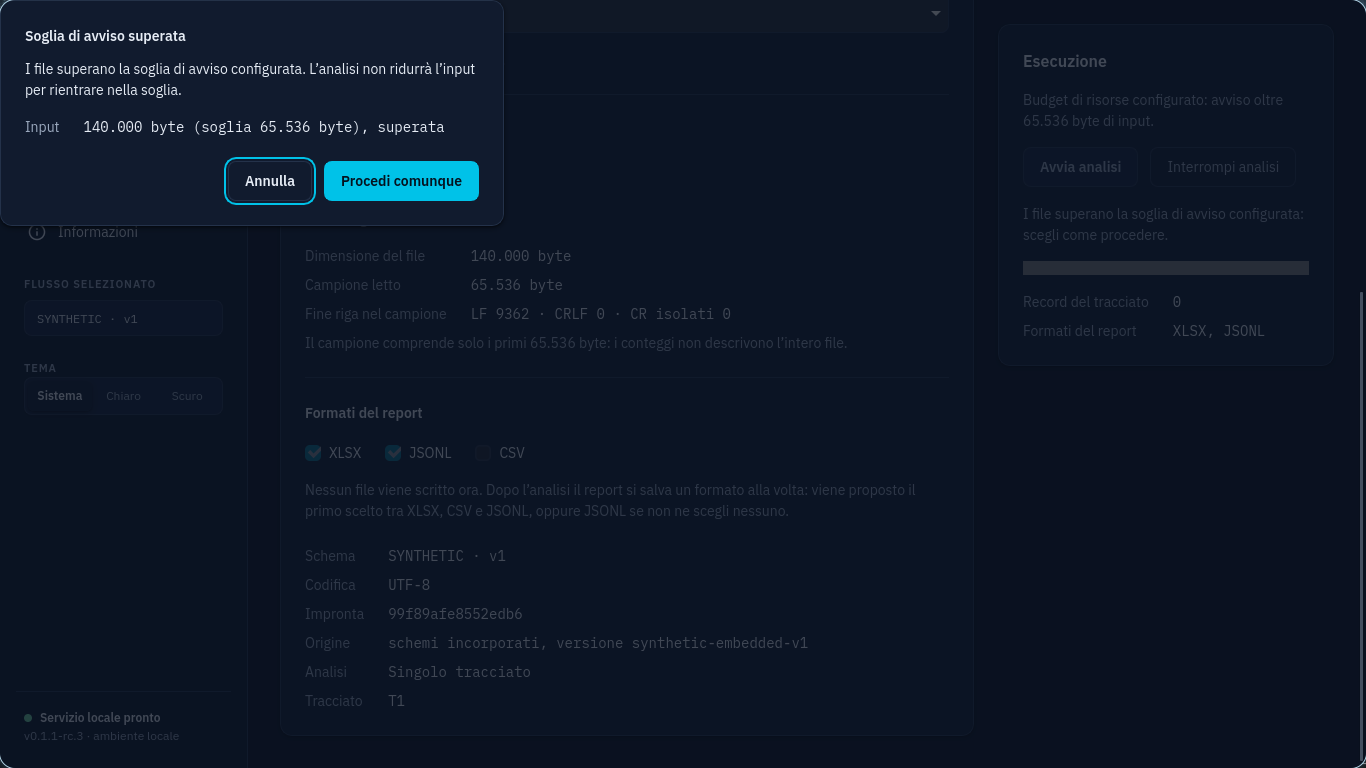 Soglia di avviso superata
I file superano la soglia di avviso configurata. L’analisi non ridurrà l’input
per rientrare nella soglia.
Input 140.000 byte (soglia 65.536 byte), superata
Annulla Procedi comunque
Informazioni
FLUSSO SELEZIONATO
SYNTHETIC · v1
TEMA
Sistema Chiaro Scuro
Servizio locale pronto
v0.1.1-rc.3 · ambiente locale
Dimensione del file 140.000 byte
Campione letto 65.536 byte
Fine riga nel campione LF 9362 · CRLF 0 · CR isolati 0
Il campione comprende solo i primi 65.536 byte: i conteggi non descrivono l’intero file.
Formati del report
XLSX JSONL CSV
Nessun file viene scritto ora. Dopo l’analisi il report si salva un formato alla volta: viene proposto il
primo scelto tra XLSX, CSV e JSONL, oppure JSONL se non ne scegli nessuno.
Schema SYNTHETIC · v1
Codifica UTF-8
Impronta 99f89afe8552edb6
Origine schemi incorporati, versione synthetic-embedded-v1
Analisi Singolo tracciato
Tracciato T1
Esecuzione
Budget di risorse configurato: avviso oltre
65.536 byte di input.
Avvia analisi Interrompi analisi
I file superano la soglia di avviso configurata:
scegli come procedere.
Record del tracciato 0
Formati del report XLSX, JSONL